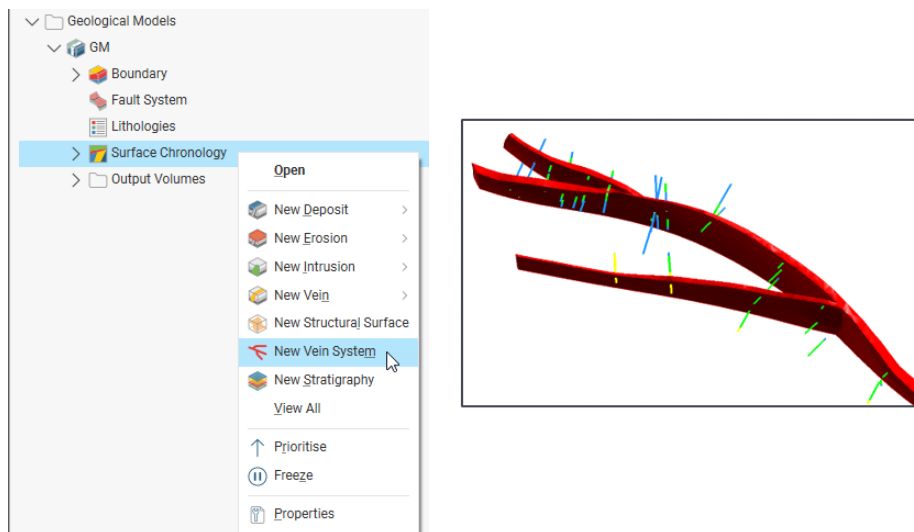 Geological Models
GM
Boundary
Fault System
Lithologies
Surface Chronology
Output Volumes
Open
New Deposit
New Erosion
New Intrusion
New Vein
New Structural Surface
New Vein System
New Stratigraphy
View All
Prioritise
Freeze
Properties